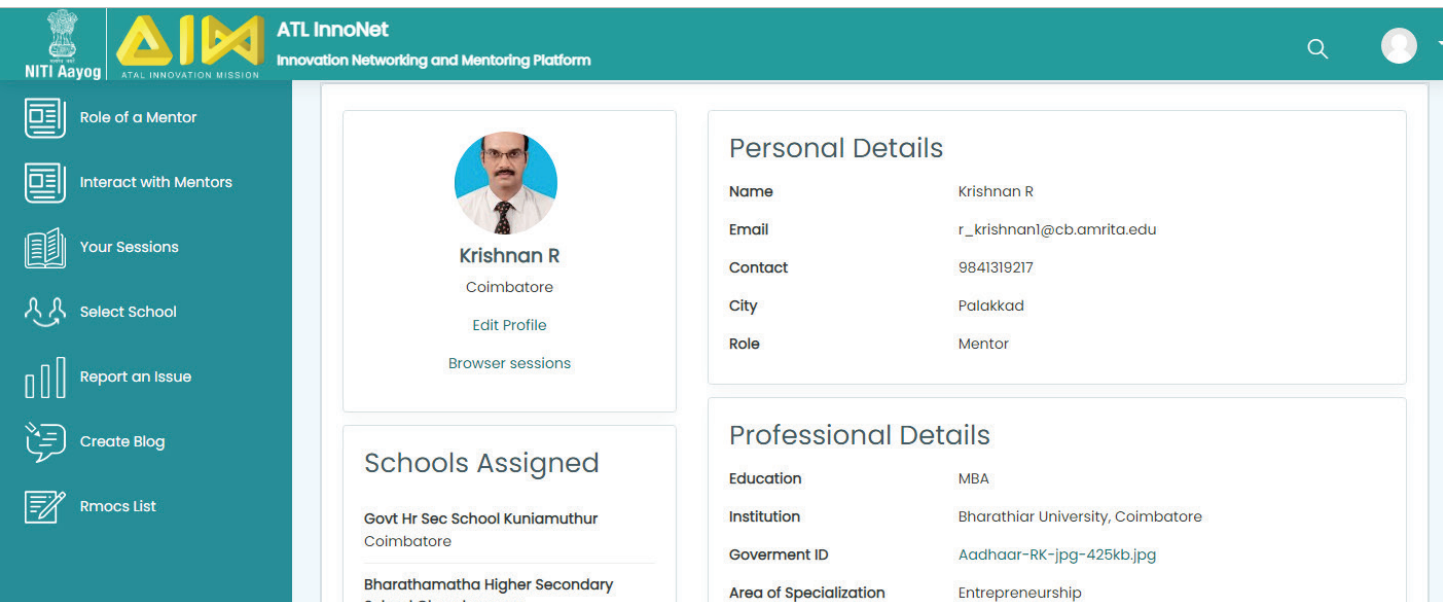 ATL InnoNet
Innovation Networking and Mentoring Platform
NITI Aayog
AIM
ATAL INNOVATION MISSION
Role of a Mentor
Interact with Mentors
Your Sessions
Select School
Report an Issue
Create Blog
Rmocs List
Krishnan R
Coimbatore
Edit Profile
Browser sessions
Schools Assigned
Govt Hr Sec School Kuniamuthur
Coimbatore
Bharathamatha Higher Secondary
Personal Details
Name Krishnan R
Email r_krishnan1@cb.amrita.edu
Contact 9841319217
City Palakkad
Role Mentor
Professional Details
Education MBA
Institution Bharathiar University, Coimbatore
Goverment ID Aadhaar-RK-jpg-425kb.jpg
Area of Specialization Entrepreneurship